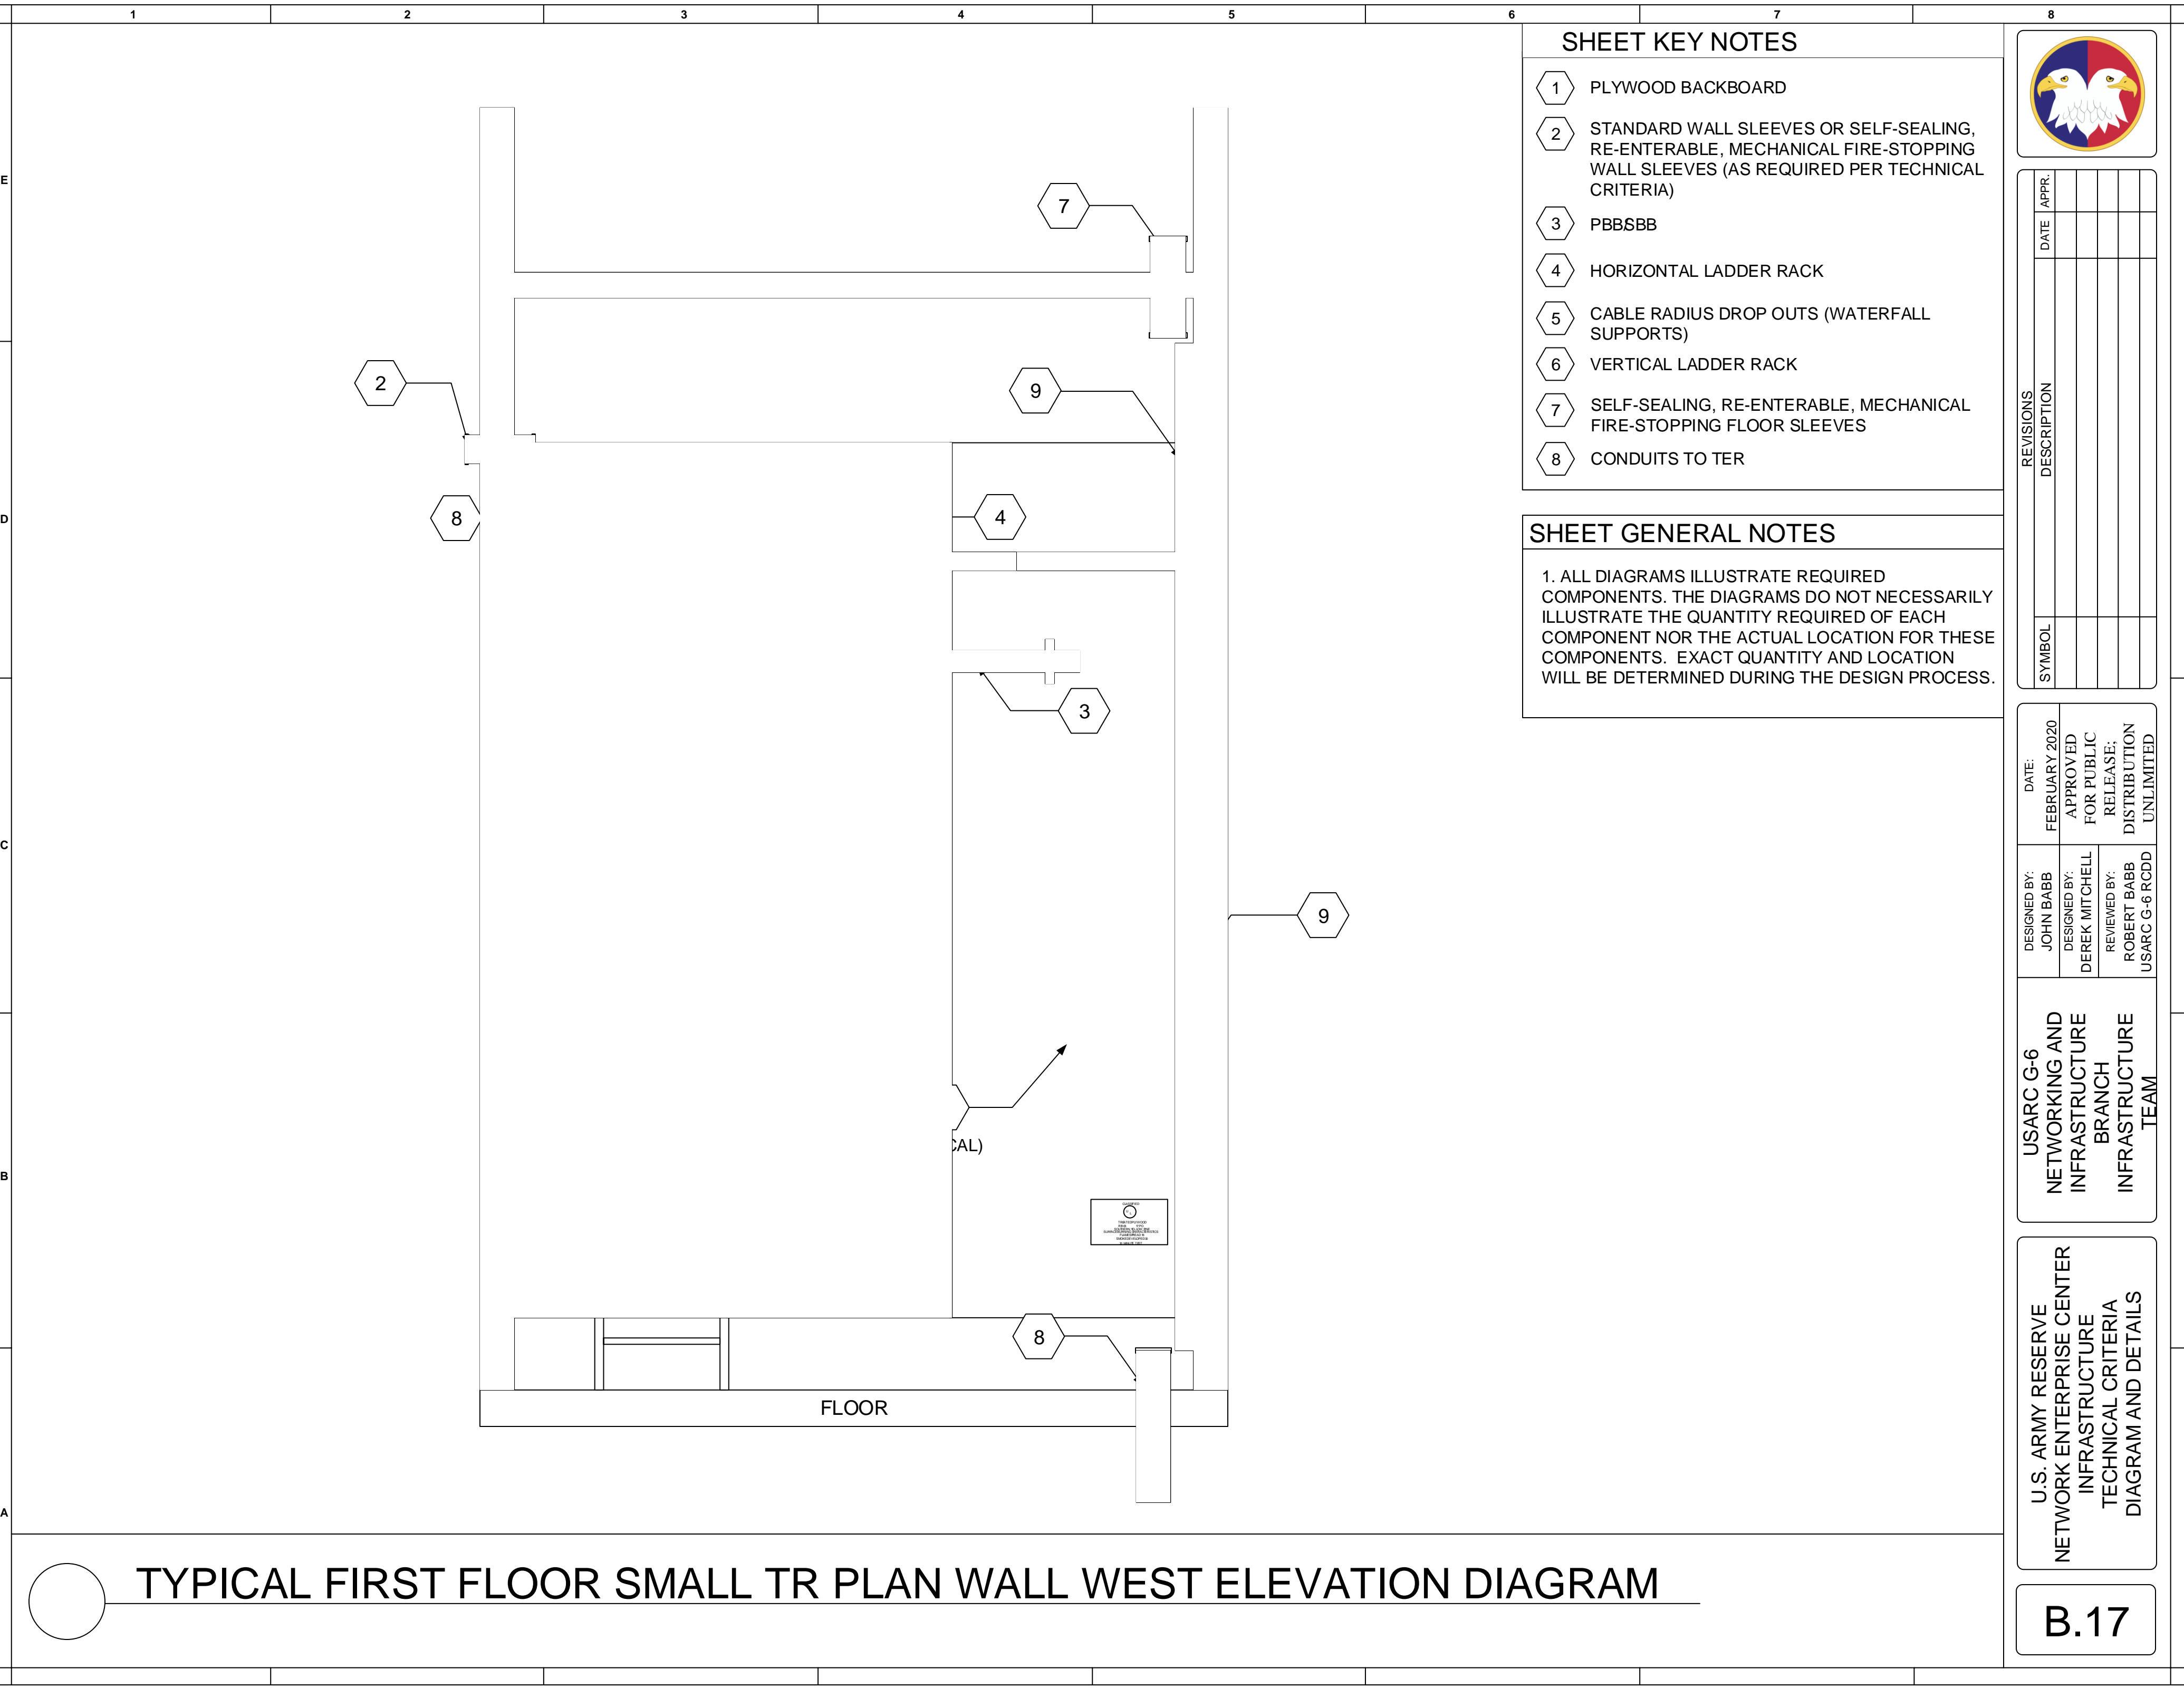 1 2 3 4 5 6 7 8
E
D
C
B
A
7
2
9
8
4
3
9
CAL)
8
FLOOR
SHEET KEY NOTES
1 PLYWOOD BACKBOARD
2 STANDARD WALL SLEEVES OR SELF-SEALING,
RE-ENTERABLE, MECHANICAL FIRE-STOPPING
WALL SLEEVES (AS REQUIRED PER TECHNICAL
CRITERIA)
3 PBB/SBB
4 HORIZONTAL LADDER RACK
5 CABLE RADIUS DROP OUTS (WATERFALL
SUPPORTS)
6 VERTICAL LADDER RACK
7 SELF-SEALING, RE-ENTERABLE, MECHANICAL
FIRE-STOPPING FLOOR SLEEVES
8 CONDUITS TO TER
SHEET GENERAL NOTES
1. ALL DIAGRAMS ILLUSTRATE REQUIRED
COMPONENTS. THE DIAGRAMS DO NOT NECESSARILY
ILLUSTRATE THE QUANTITY REQUIRED OF EACH
COMPONENT NOR THE ACTUAL LOCATION FOR THESE
COMPONENTS. EXACT QUANTITY AND LOCATION
WILL BE DETERMINED DURING THE DESIGN PROCESS.
REVISIONS
SYMBOL DESCRIPTION DATE APPR.
DATE:
FEBRUARY 2020
APPROVED
FOR PUBLIC
RELEASE;
DISTRIBUTION
UNLIMITED
DESIGNED BY:
JOHN BABB
DESIGNED BY:
DEREK MITCHELL
REVIEWED BY:
ROBERT BABB
USARC G-6 RCDD
USARC G-6
NETWORKING AND
INFRASTRUCTURE
BRANCH
INFRASTRUCTURE
TEAM
U.S. ARMY RESERVE
NETWORK ENTERPRISE CENTER
INFRASTRUCTURE
TECHNICAL CRITERIA
DIAGRAM AND DETAILS
B.17
TYPICAL FIRST FLOOR SMALL TR PLAN WALL WEST ELEVATION DIAGRAM